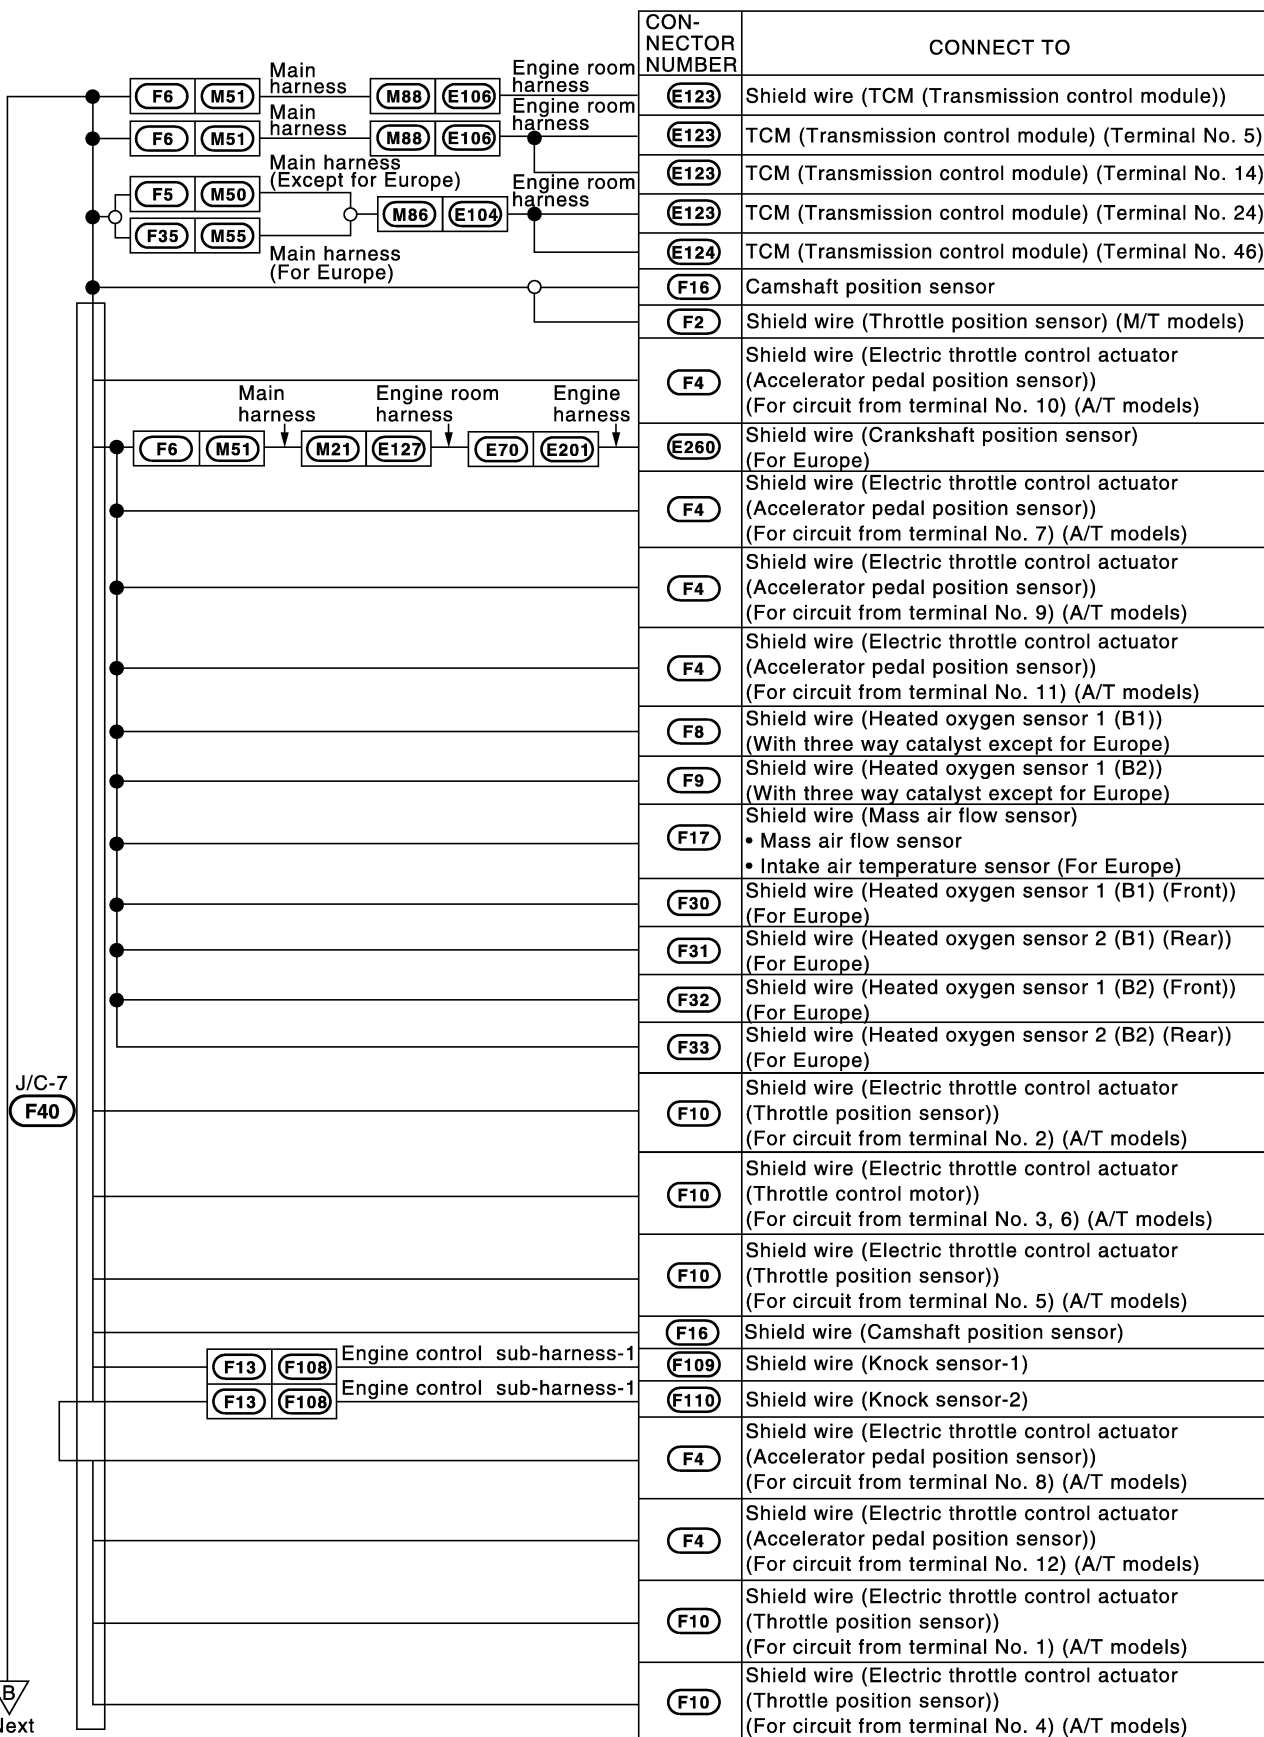 CON-
NECTOR
NUMBER
CONNECT TO
F6 M51 Main harness M88 E106 Engine room harness E123 Shield wire (TCM (Transmission control module))
F6 M51 Main harness M88 E106 Engine room harness E123 TCM (Transmission control module) (Terminal No. 5)
E123 TCM (Transmission control module) (Terminal No. 14)
Main harness
(Except for Europe)
F5 M50
Engine room
harness
M86 E104 E123 TCM (Transmission control module) (Terminal No. 24)
F35 M55
Main harness
(For Europe)
E124 TCM (Transmission control module) (Terminal No. 46)
F16 Camshaft position sensor
F2 Shield wire (Throttle position sensor) (M/T models)
F4 Shield wire (Electric throttle control actuator
(Accelerator pedal position sensor))
(For circuit from terminal No. 10) (A/T models)
Main
harness
Engine room
harness
Engine
harness
F6 M51 M21 E127 E70 E201 E260 Shield wire (Crankshaft position sensor)
(For Europe)
F4 Shield wire (Electric throttle control actuator
(Accelerator pedal position sensor))
(For circuit from terminal No. 7) (A/T models)
F4 Shield wire (Electric throttle control actuator
(Accelerator pedal position sensor))
(For circuit from terminal No. 9) (A/T models)
F4 Shield wire (Electric throttle control actuator
(Accelerator pedal position sensor))
(For circuit from terminal No. 11) (A/T models)
F8 Shield wire (Heated oxygen sensor 1 (B1))
(With three way catalyst except for Europe)
F9 Shield wire (Heated oxygen sensor 1 (B2))
(With three way catalyst except for Europe)
F17 Shield wire (Mass air flow sensor)
• Mass air flow sensor
• Intake air temperature sensor (For Europe)
F30 Shield wire (Heated oxygen sensor 1 (B1) (Front))
(For Europe)
F31 Shield wire (Heated oxygen sensor 2 (B1) (Rear))
(For Europe)
F32 Shield wire (Heated oxygen sensor 1 (B2) (Front))
(For Europe)
F33 Shield wire (Heated oxygen sensor 2 (B2) (Rear))
(For Europe)
J/C-7
F40
F10 Shield wire (Electric throttle control actuator
(Throttle position sensor))
(For circuit from terminal No. 2) (A/T models)
F10 Shield wire (Electric throttle control actuator
(Throttle control motor))
(For circuit from terminal No. 3, 6) (A/T models)
F10 Shield wire (Electric throttle control actuator
(Throttle position sensor))
(For circuit from terminal No. 5) (A/T models)
F16 Shield wire (Camshaft position sensor)
F13 F108 Engine control sub-harness-1 F109 Shield wire (Knock sensor-1)
F13 F108 Engine control sub-harness-1 F110 Shield wire (Knock sensor-2)
F4 Shield wire (Electric throttle control actuator
(Accelerator pedal position sensor))
(For circuit from terminal No. 8) (A/T models)
F4 Shield wire (Electric throttle control actuator
(Accelerator pedal position sensor))
(For circuit from terminal No. 12) (A/T models)
F10 Shield wire (Electric throttle control actuator
(Throttle position sensor))
(For circuit from terminal No. 1) (A/T models)
F10 Shield wire (Electric throttle control actuator
(Throttle position sensor))
(For circuit from terminal No. 4) (A/T models)
B
Next